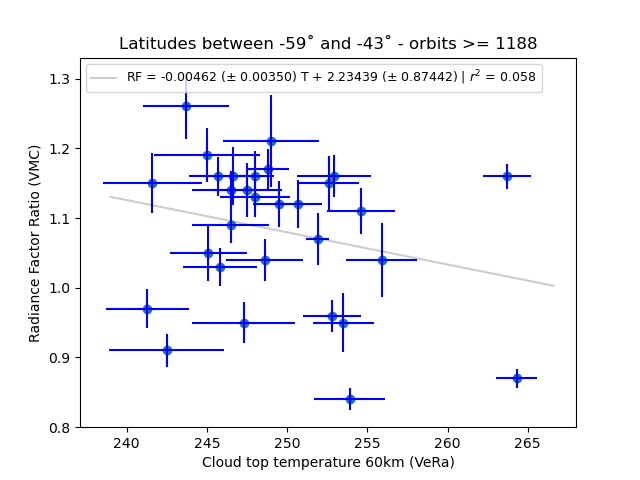 Latitudes between -59˚ and -43˚ - orbits >= 1188
RF = -0.00462 (± 0.00350) T + 2.23439 (± 0.87442) | r² = 0.058
Radiance Factor Ratio (VMC)
1.3
1.2
1.1
1.0
0.9
0.8
240 245 250 255 260 265
Cloud top temperature 60km (VeRa)